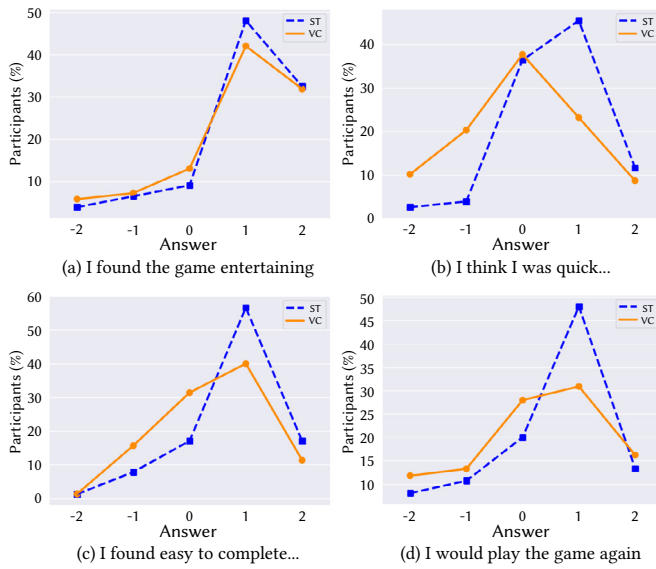 50
40
30
20
10
Participants (%)
ST
VC
-2 -1 0 1 2
Answer
(a) I found the game entertaining
40
30
20
10
0
Participants (%)
ST
VC
-2 -1 0 1 2
Answer
(b) I think I was quick...
60
50
40
30
20
10
0
Participants (%)
ST
VC
-2 -1 0 1 2
Answer
(c) I found easy to complete...
50
45
40
35
30
25
20
15
10
Participants (%)
ST
VC
-2 -1 0 1 2
Answer
(d) I would play the game again